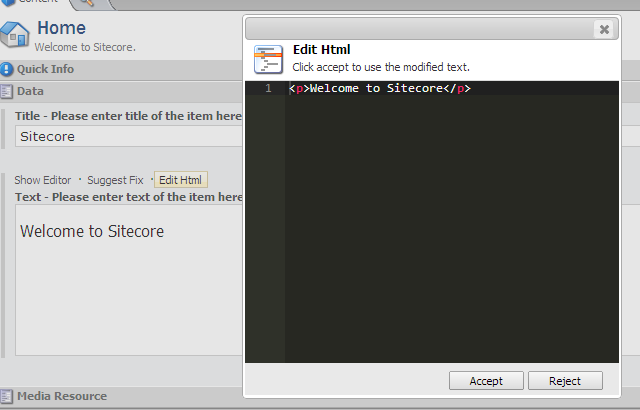 Content
Home
Welcome to Sitecore.
Quick Info
Data
Title - Please enter title of the item here
Sitecore
Show Editor · Suggest Fix · Edit Html
Text - Please enter text of the item here
Welcome to Sitecore
Media Resource
Edit Html
Click accept to use the modified text.
1 <p>Welcome to Sitecore</p>
Accept Reject